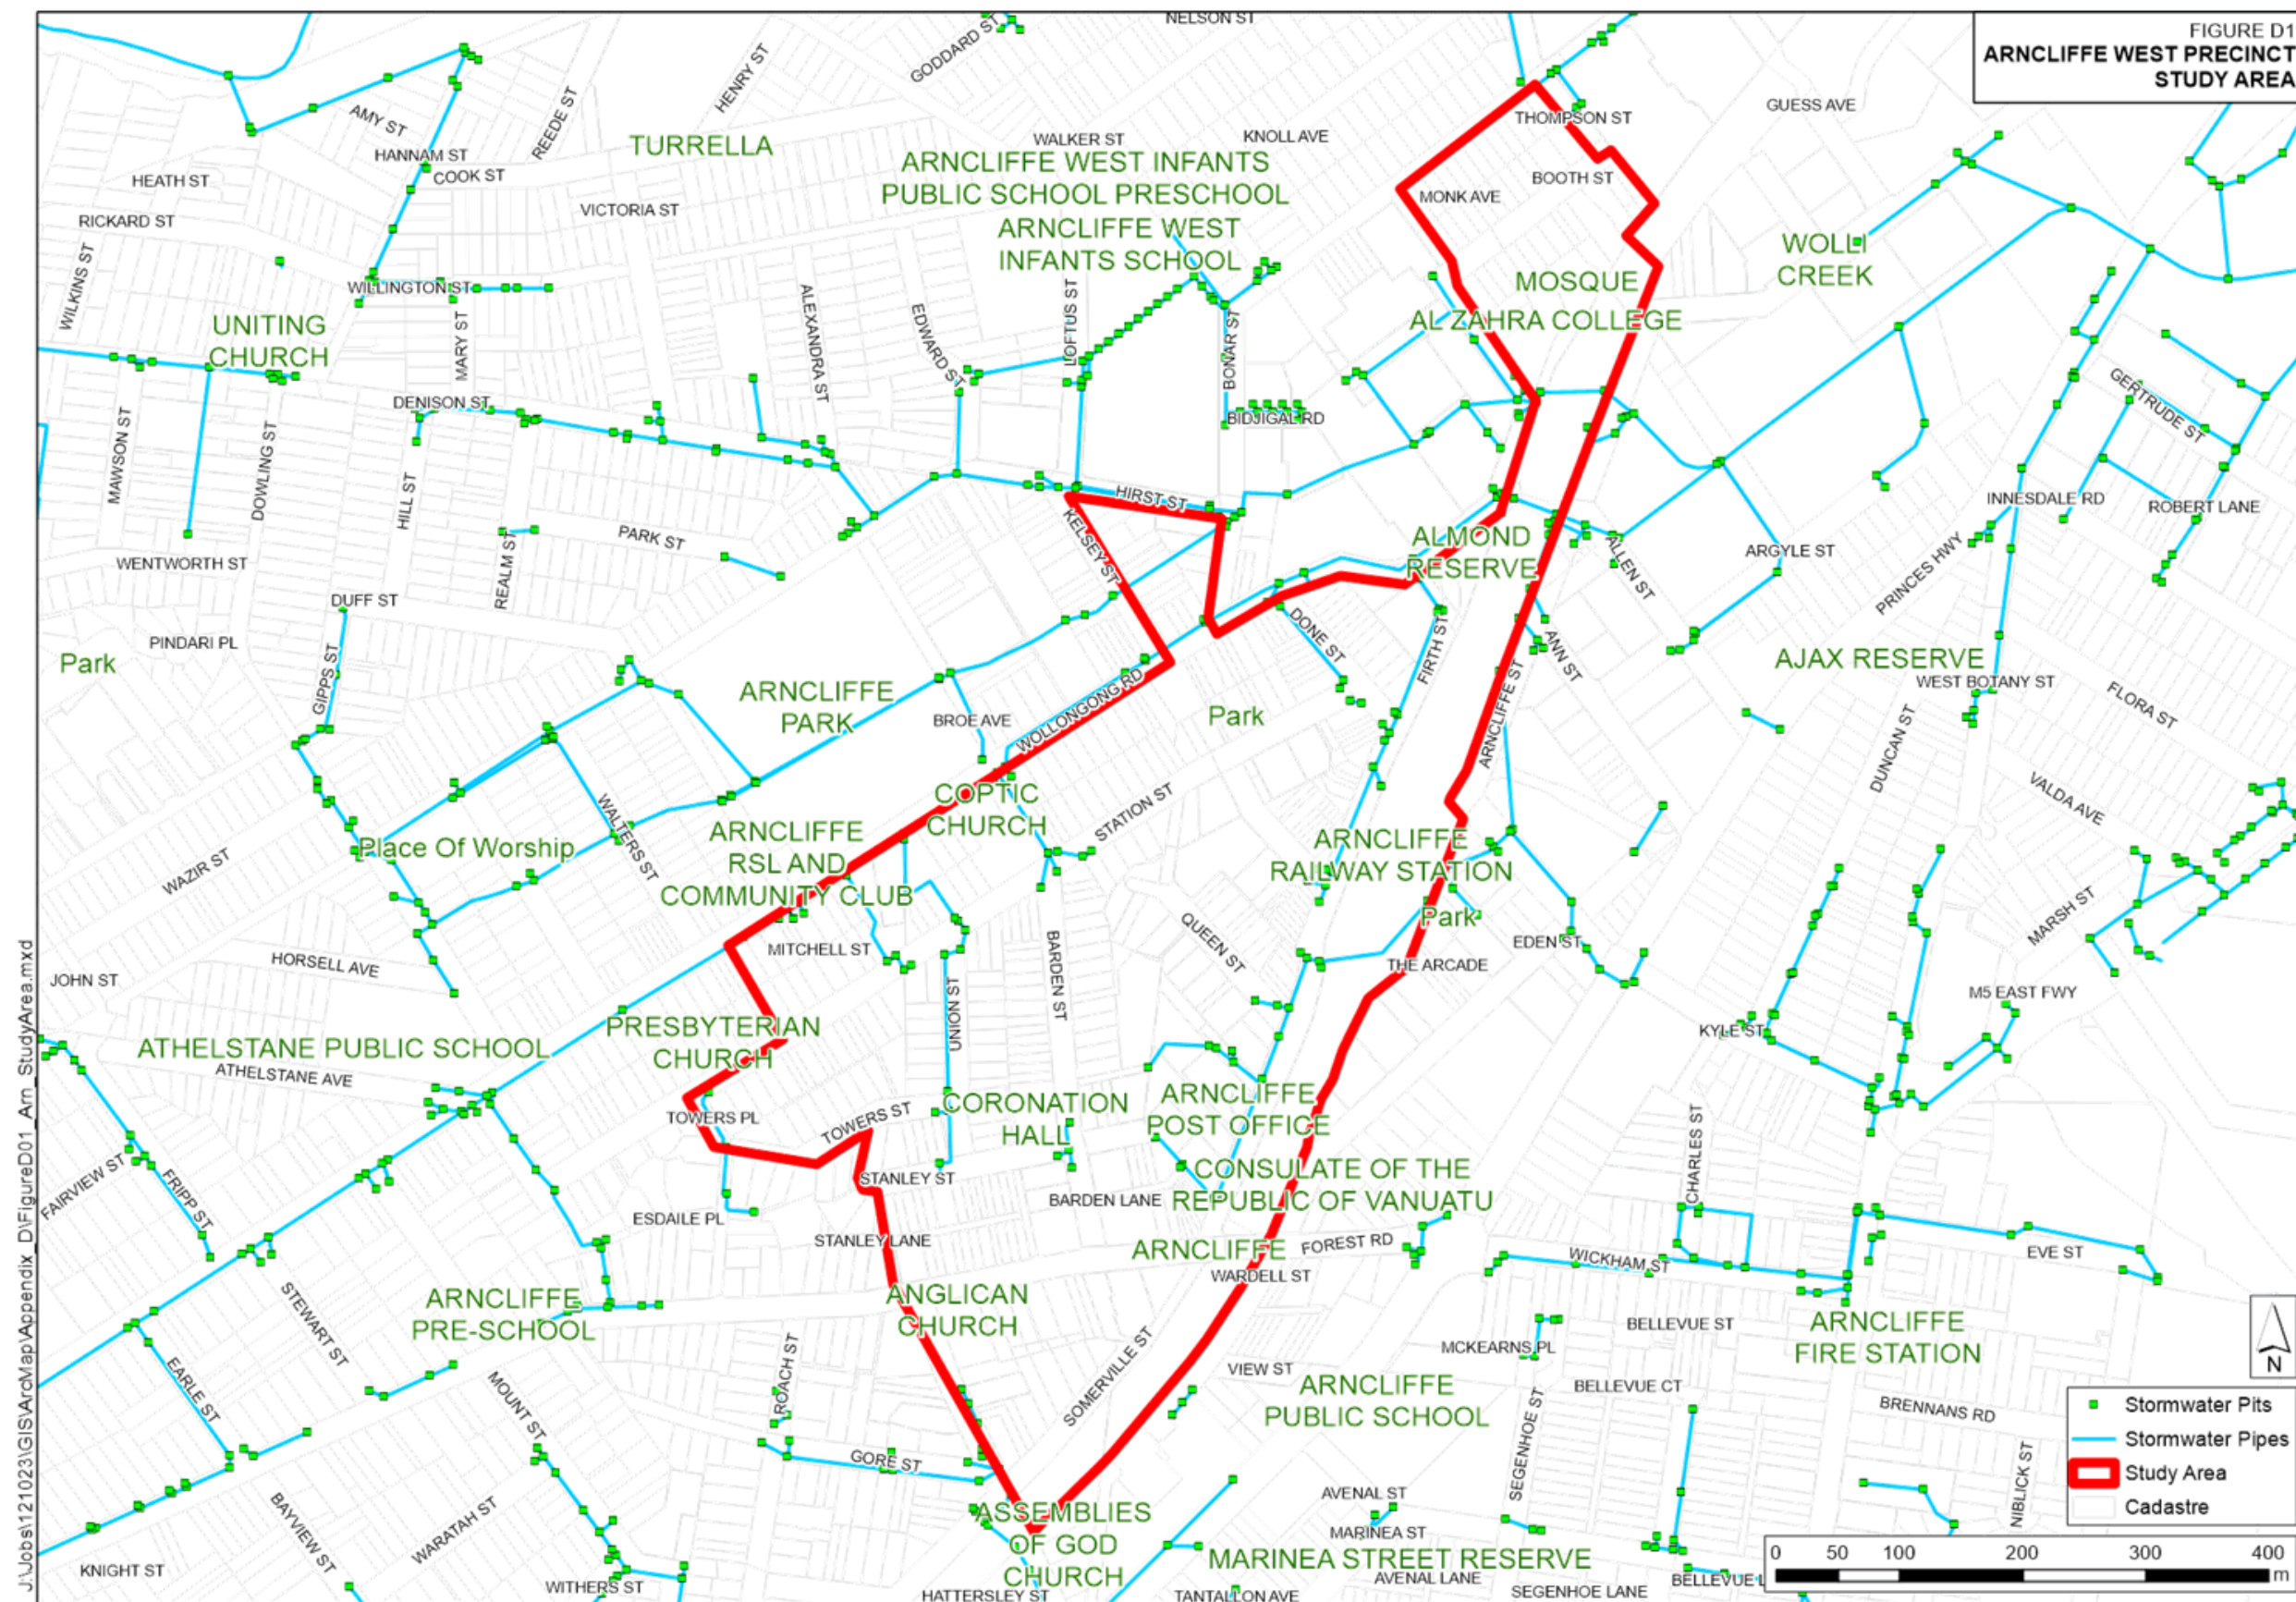 FIGURE D1
ARNCLIFFE WEST PRECINCT
STUDY AREA
NELSON ST
GODDARD ST
HENRY ST
REEDE ST
AMY ST
HANNAM ST
COOK ST
HEATH ST
RICKARD ST
WILKINS ST
TURRELLA
VICTORIA ST
WALKER ST
KNOLL AVE
ARNCLIFFE WEST INFANTS
PUBLIC SCHOOL PRESCHOOL
ARNCLIFFE WEST
INFANTS SCHOOL
THOMPSON ST
BOOTH ST
MONK AVE
GUESS AVE
WOLLI
CREEK
MOSQUE
AL ZAHRA COLLEGE
WILLINGTON ST
UNITING
CHURCH
MARY ST
ALEXANDRA ST
EDWARD ST
LOFTUS ST
BONAR ST
BIDJIGAL RD
DENISON ST
MAWSON ST
DOWLING ST
HILL ST
REALM ST
PARK ST
WENTWORTH ST
DUFF ST
PINDARI PL
GIPPS ST
Park
HIRST ST
KELSEY ST
ALMOND
RESERVE
ALLEN ST
ARGYLE ST
GERTRUDE ST
INNESDALE RD
ROBERT LANE
PRINCES HWY
DONE ST
FIRTH ST
ANN ST
ARNCLIFFE ST
AJAX RESERVE
WEST BOTANY ST
FLORA ST
DUNCAN ST
VALDA AVE
MARSH ST
ARNCLIFFE
PARK
BROE AVE
WOLLONGONG RD
Park
COPTIC
CHURCH
STATION ST
ARNCLIFFE
RSL AND
COMMUNITY CLUB
Place Of Worship
WALTERS ST
WAZIR ST
ARNCLIFFE
RAILWAY STATION
Park
EDEN ST
THE ARCADE
QUEEN ST
MITCHELL ST
UNION ST
BARDEN ST
HORSELL AVE
JOHN ST
M5 EAST FWY
KYLE ST
PRESBYTERIAN
CHURCH
ATHELSTANE PUBLIC SCHOOL
ATHELSTANE AVE
TOWERS PL
TOWERS ST
CORONATION
HALL
ARNCLIFFE
POST OFFICE
CONSULATE OF THE
REPUBLIC OF VANUATU
CHARLES ST
STANLEY ST
BARDEN LANE
FAIRVIEW ST
FRIPP ST
ESDAILE PL
STANLEY LANE
ARNCLIFFE
FOREST RD
WARDELL ST
WICKHAM ST
EVE ST
STEWART ST
ARNCLIFFE
PRE-SCHOOL
ANGLICAN
CHURCH
SOMERVILLE ST
VIEW ST
MCKEARNS PL
BELLEVUE ST
ARNCLIFFE
FIRE STATION
EARLE ST
MOUNT ST
ROACH ST
GORE ST
ARNCLIFFE
PUBLIC SCHOOL
BELLEVUE CT
SEGENHOE ST
BRENNANS RD
NIBLICK ST
BAYVIEW ST
WARATAH ST
KNIGHT ST
WITHERS ST
ASSEMBLIES
OF GOD
CHURCH
HATTERSLEY ST
AVENAL ST
MARINEA ST
MARINEA STREET RESERVE
AVENAL LANE
TANTALLON AVE
SEGENHOE LANE
BELLEVUE L
N
Stormwater Pits
Stormwater Pipes
Study Area
Cadastre
0 50 100 200 300 400
m
J:\Jobs\121023\GIS\ArcMap\Appendix_D\FigureD01_Arn_StudyArea.mxd